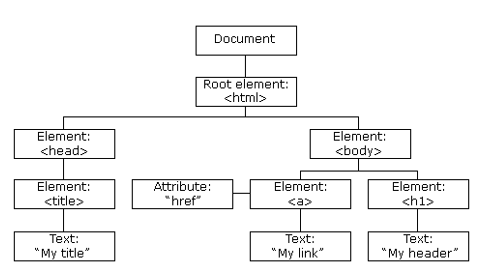 Document
Root element:
<html>
Element:
<head>
Element:
<body>
Element:
<title>
Attribute:
“href”
Element:
<a>
Element:
<h1>
Text:
“My title”
Text:
“My link”
Text:
“My header”